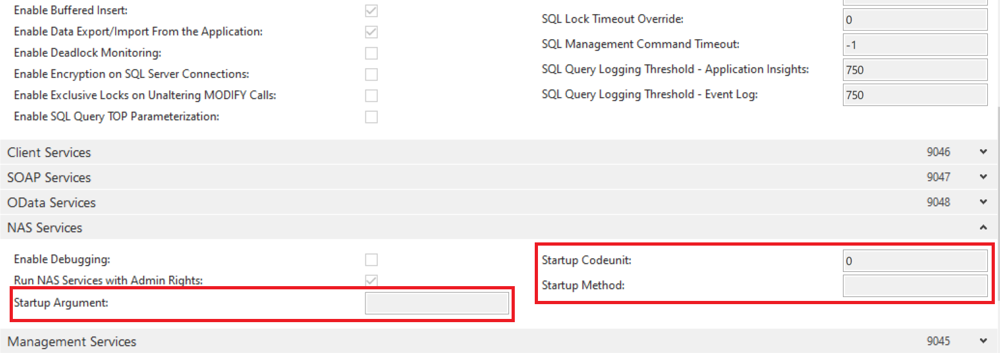 Enable Buffered Insert:
Enable Data Export/Import From the Application:
Enable Deadlock Monitoring:
Enable Encryption on SQL Server Connections:
Enable Exclusive Locks on Unaltering MODIFY Calls:
Enable SQL Query TOP Parameterization:
SQL Lock Timeout Override: 0
SQL Management Command Timeout: -1
SQL Query Logging Threshold - Application Insights: 750
SQL Query Logging Threshold - Event Log: 750
Client Services 9046
SOAP Services 9047
OData Services 9048
NAS Services
Enable Debugging:
Run NAS Services with Admin Rights:
Startup Argument:
Startup Codeunit: 0
Startup Method:
Management Services 9045